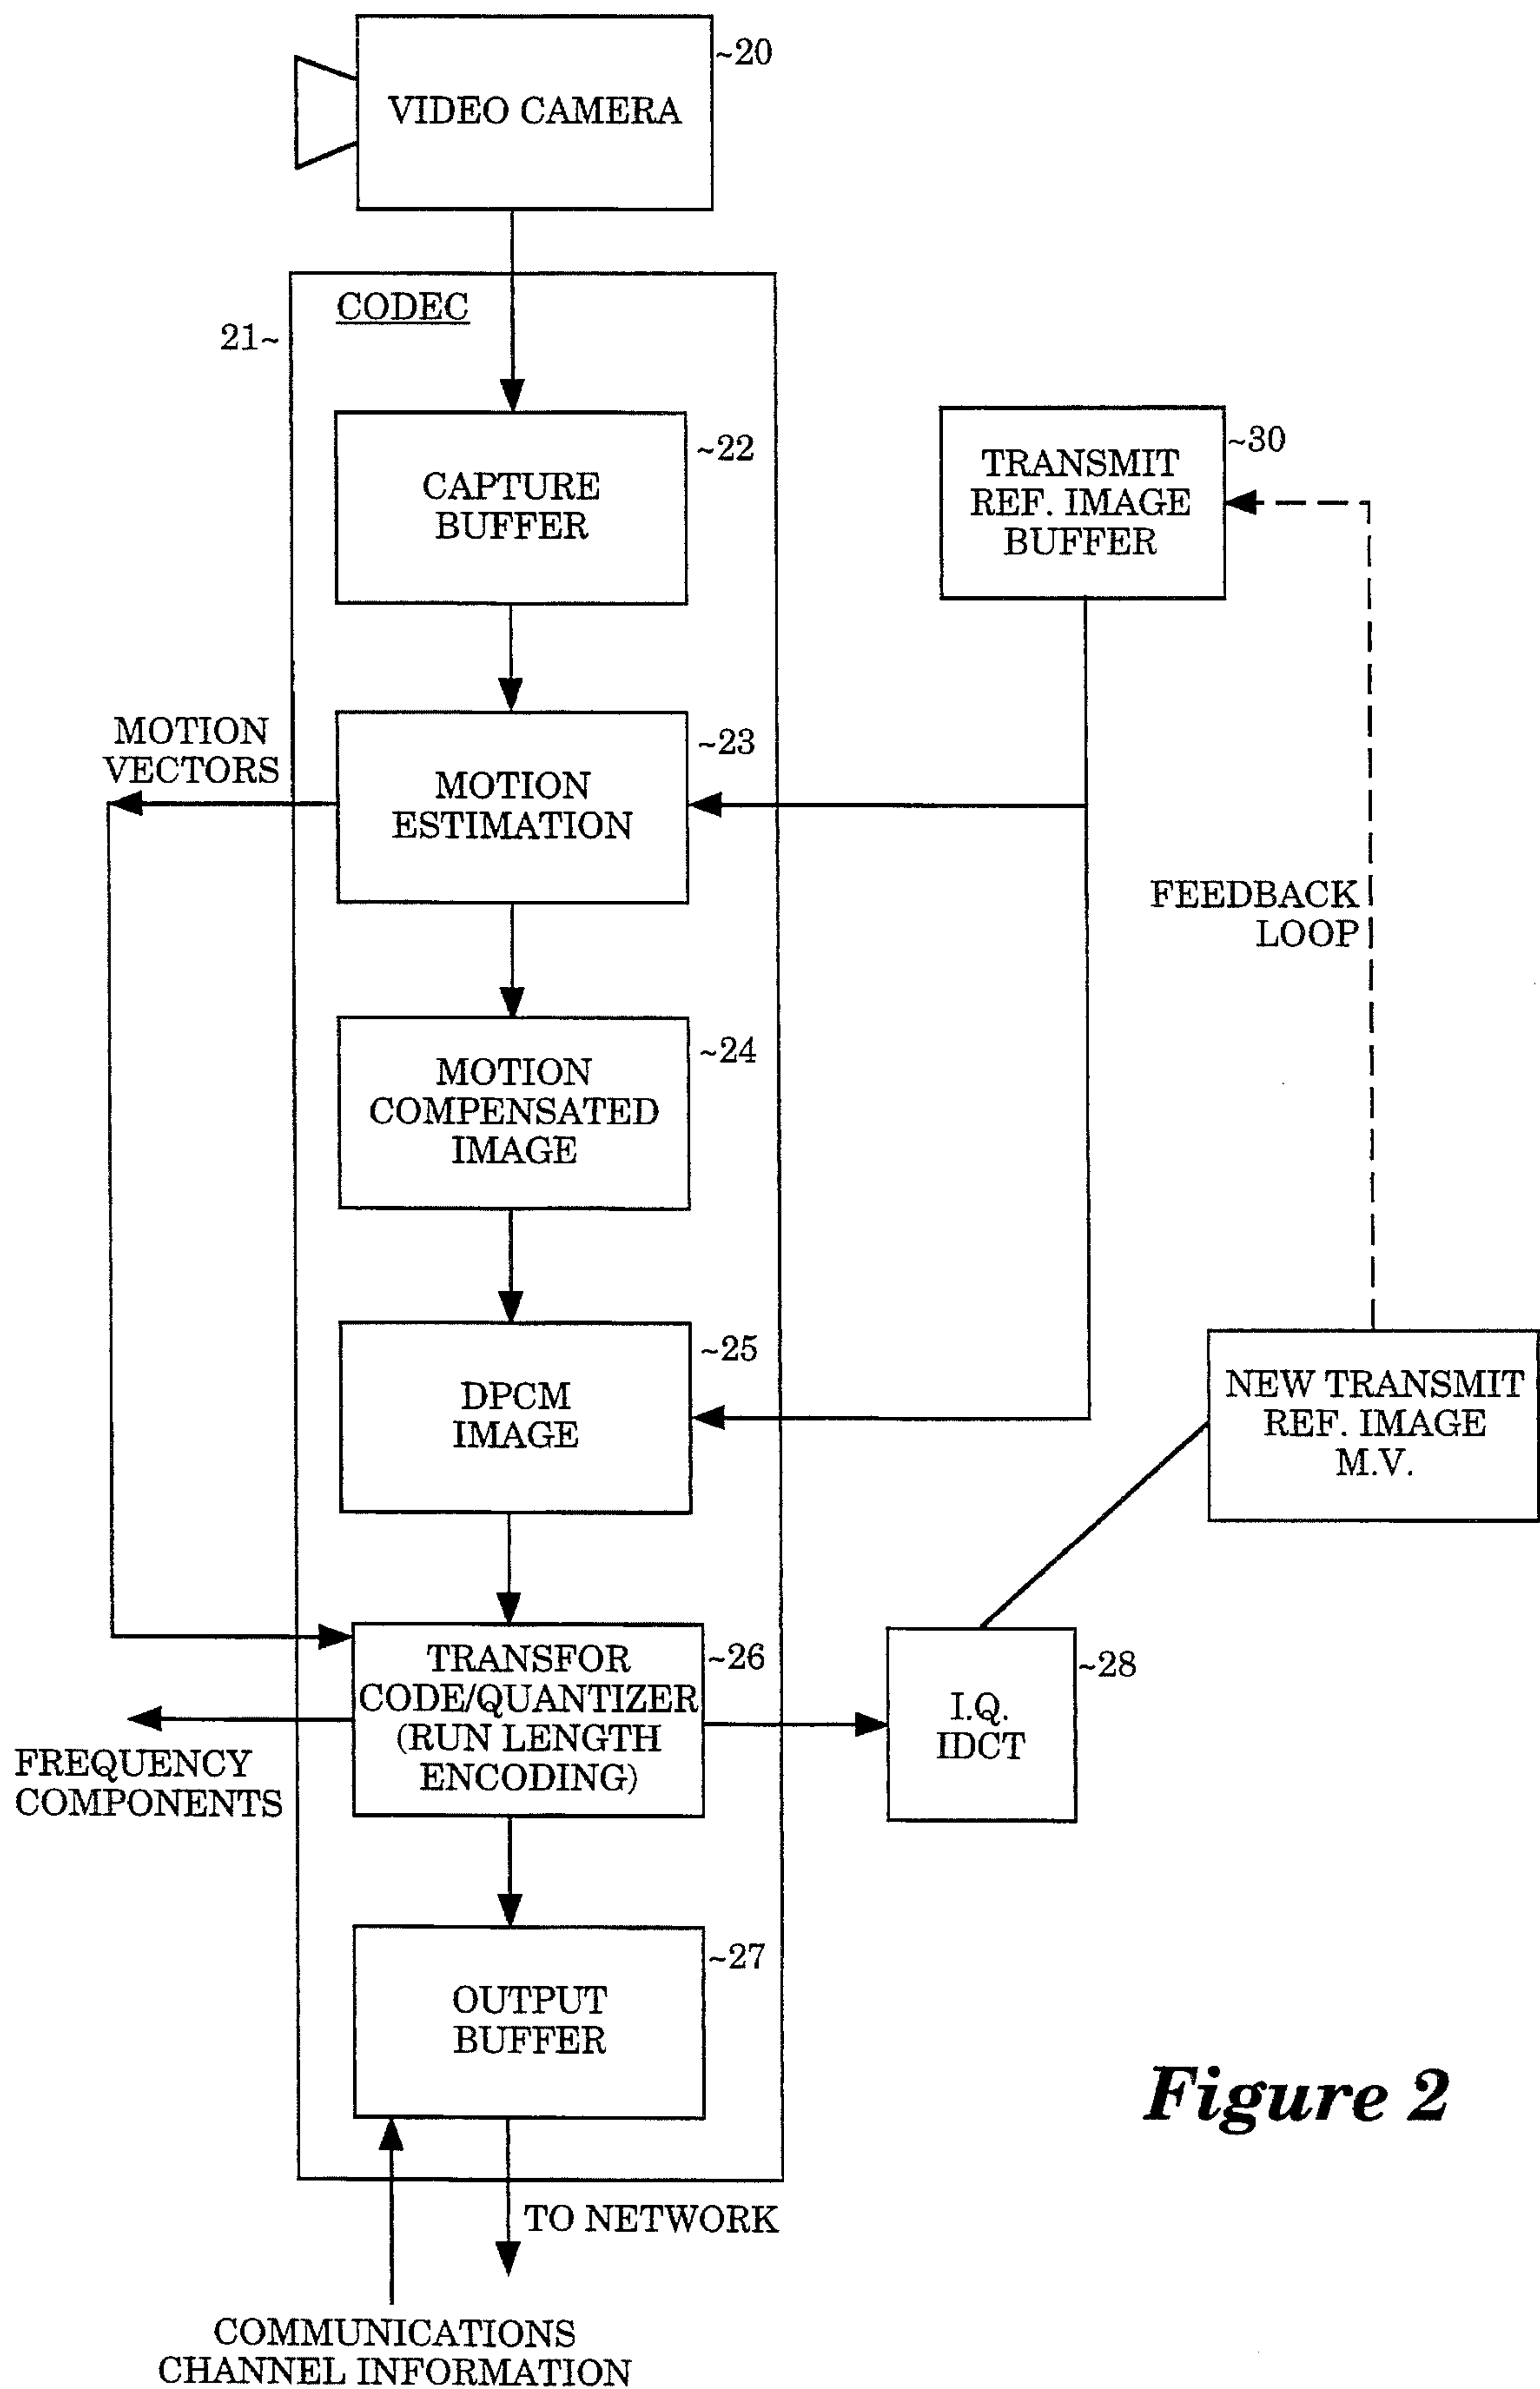 ~20
VIDEO CAMERA
CODEC
21~
~22
CAPTURE
BUFFER
~30
TRANSMIT
REF. IMAGE
BUFFER
MOTION
VECTORS
~23
MOTION
ESTIMATION
FEEDBACK
LOOP
~24
MOTION
COMPENSATED
IMAGE
~25
DPCM
IMAGE
NEW TRANSMIT
REF. IMAGE
M.V.
~26
TRANSFOR
CODE/QUANTIZER
(RUN LENGTH
ENCODING)
~28
I.Q.
IDCT
FREQUENCY
COMPONENTS
~27
OUTPUT
BUFFER
Figure 2
TO NETWORK
COMMUNICATIONS
CHANNEL INFORMATION